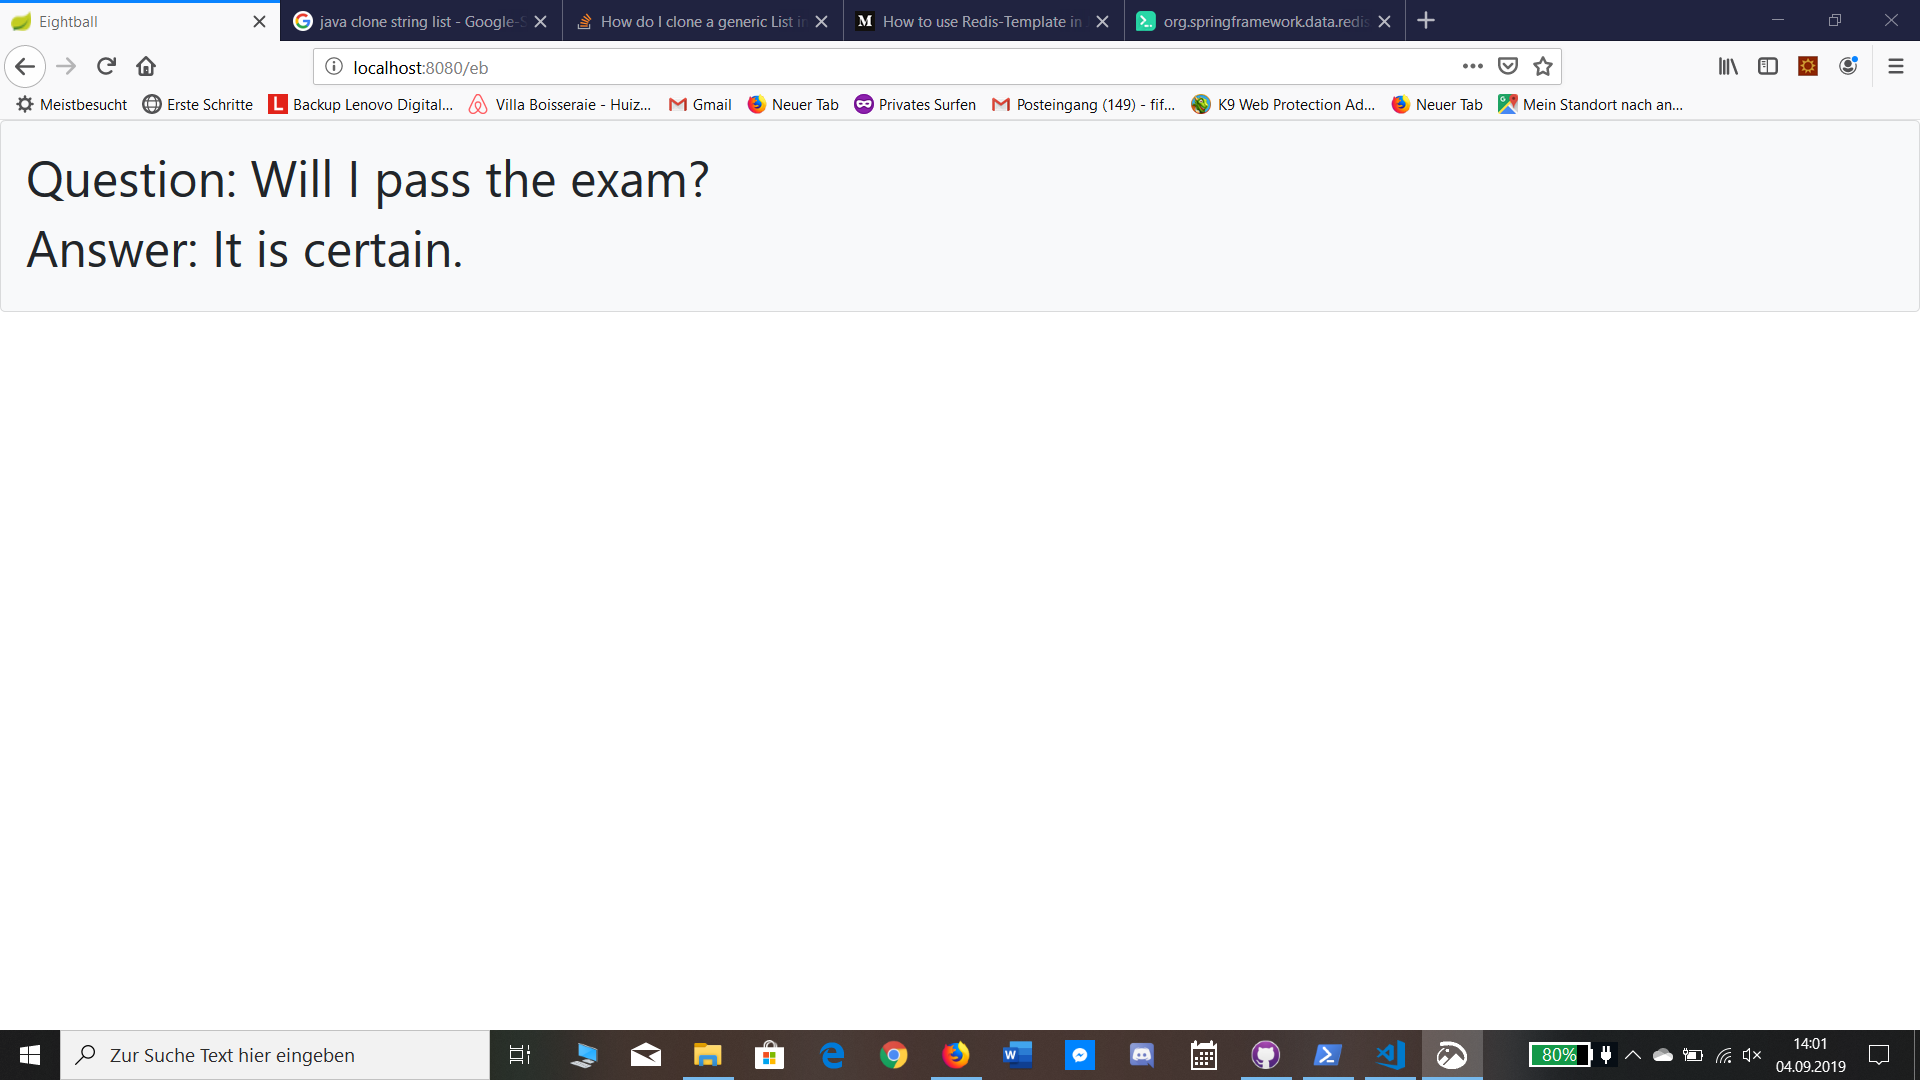 Eightball
java clone string list - Google-S
How do I clone a generic List in
How to use Redis-Template in
org.springframework.data.redis
localhost:8080/eb
Meistbesucht
Erste Schritte
Backup Lenovo Digital...
Villa Boisseraie - Huiz...
Gmail
Neuer Tab
Privates Surfen
Posteingang (149) - fif...
K9 Web Protection Ad...
Neuer Tab
Mein Standort nach an...
Question: Will I pass the exam?
Answer: It is certain.
Zur Suche Text hier eingeben
80%
14:01
04.09.2019